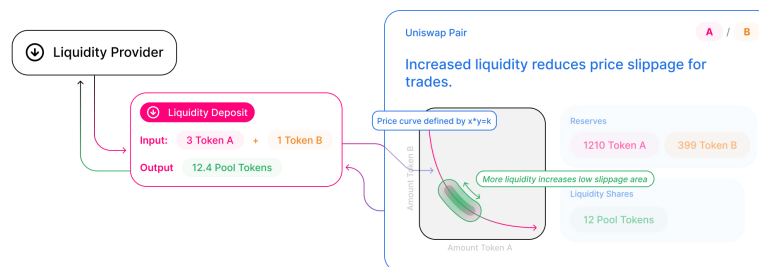 Liquidity Provider
Liquidity Deposit
Input: 3 Token A + 1 Token B
Output 12.4 Pool Tokens
Uniswap Pair A / B
Increased liquidity reduces price slippage for
trades.
Price curve defined by x*y=k
Amount Token B
More liquidity increases low slippage area
Amount Token A
Reserves
1210 Token A 399 Token B
Liquidity Shares
12 Pool Tokens